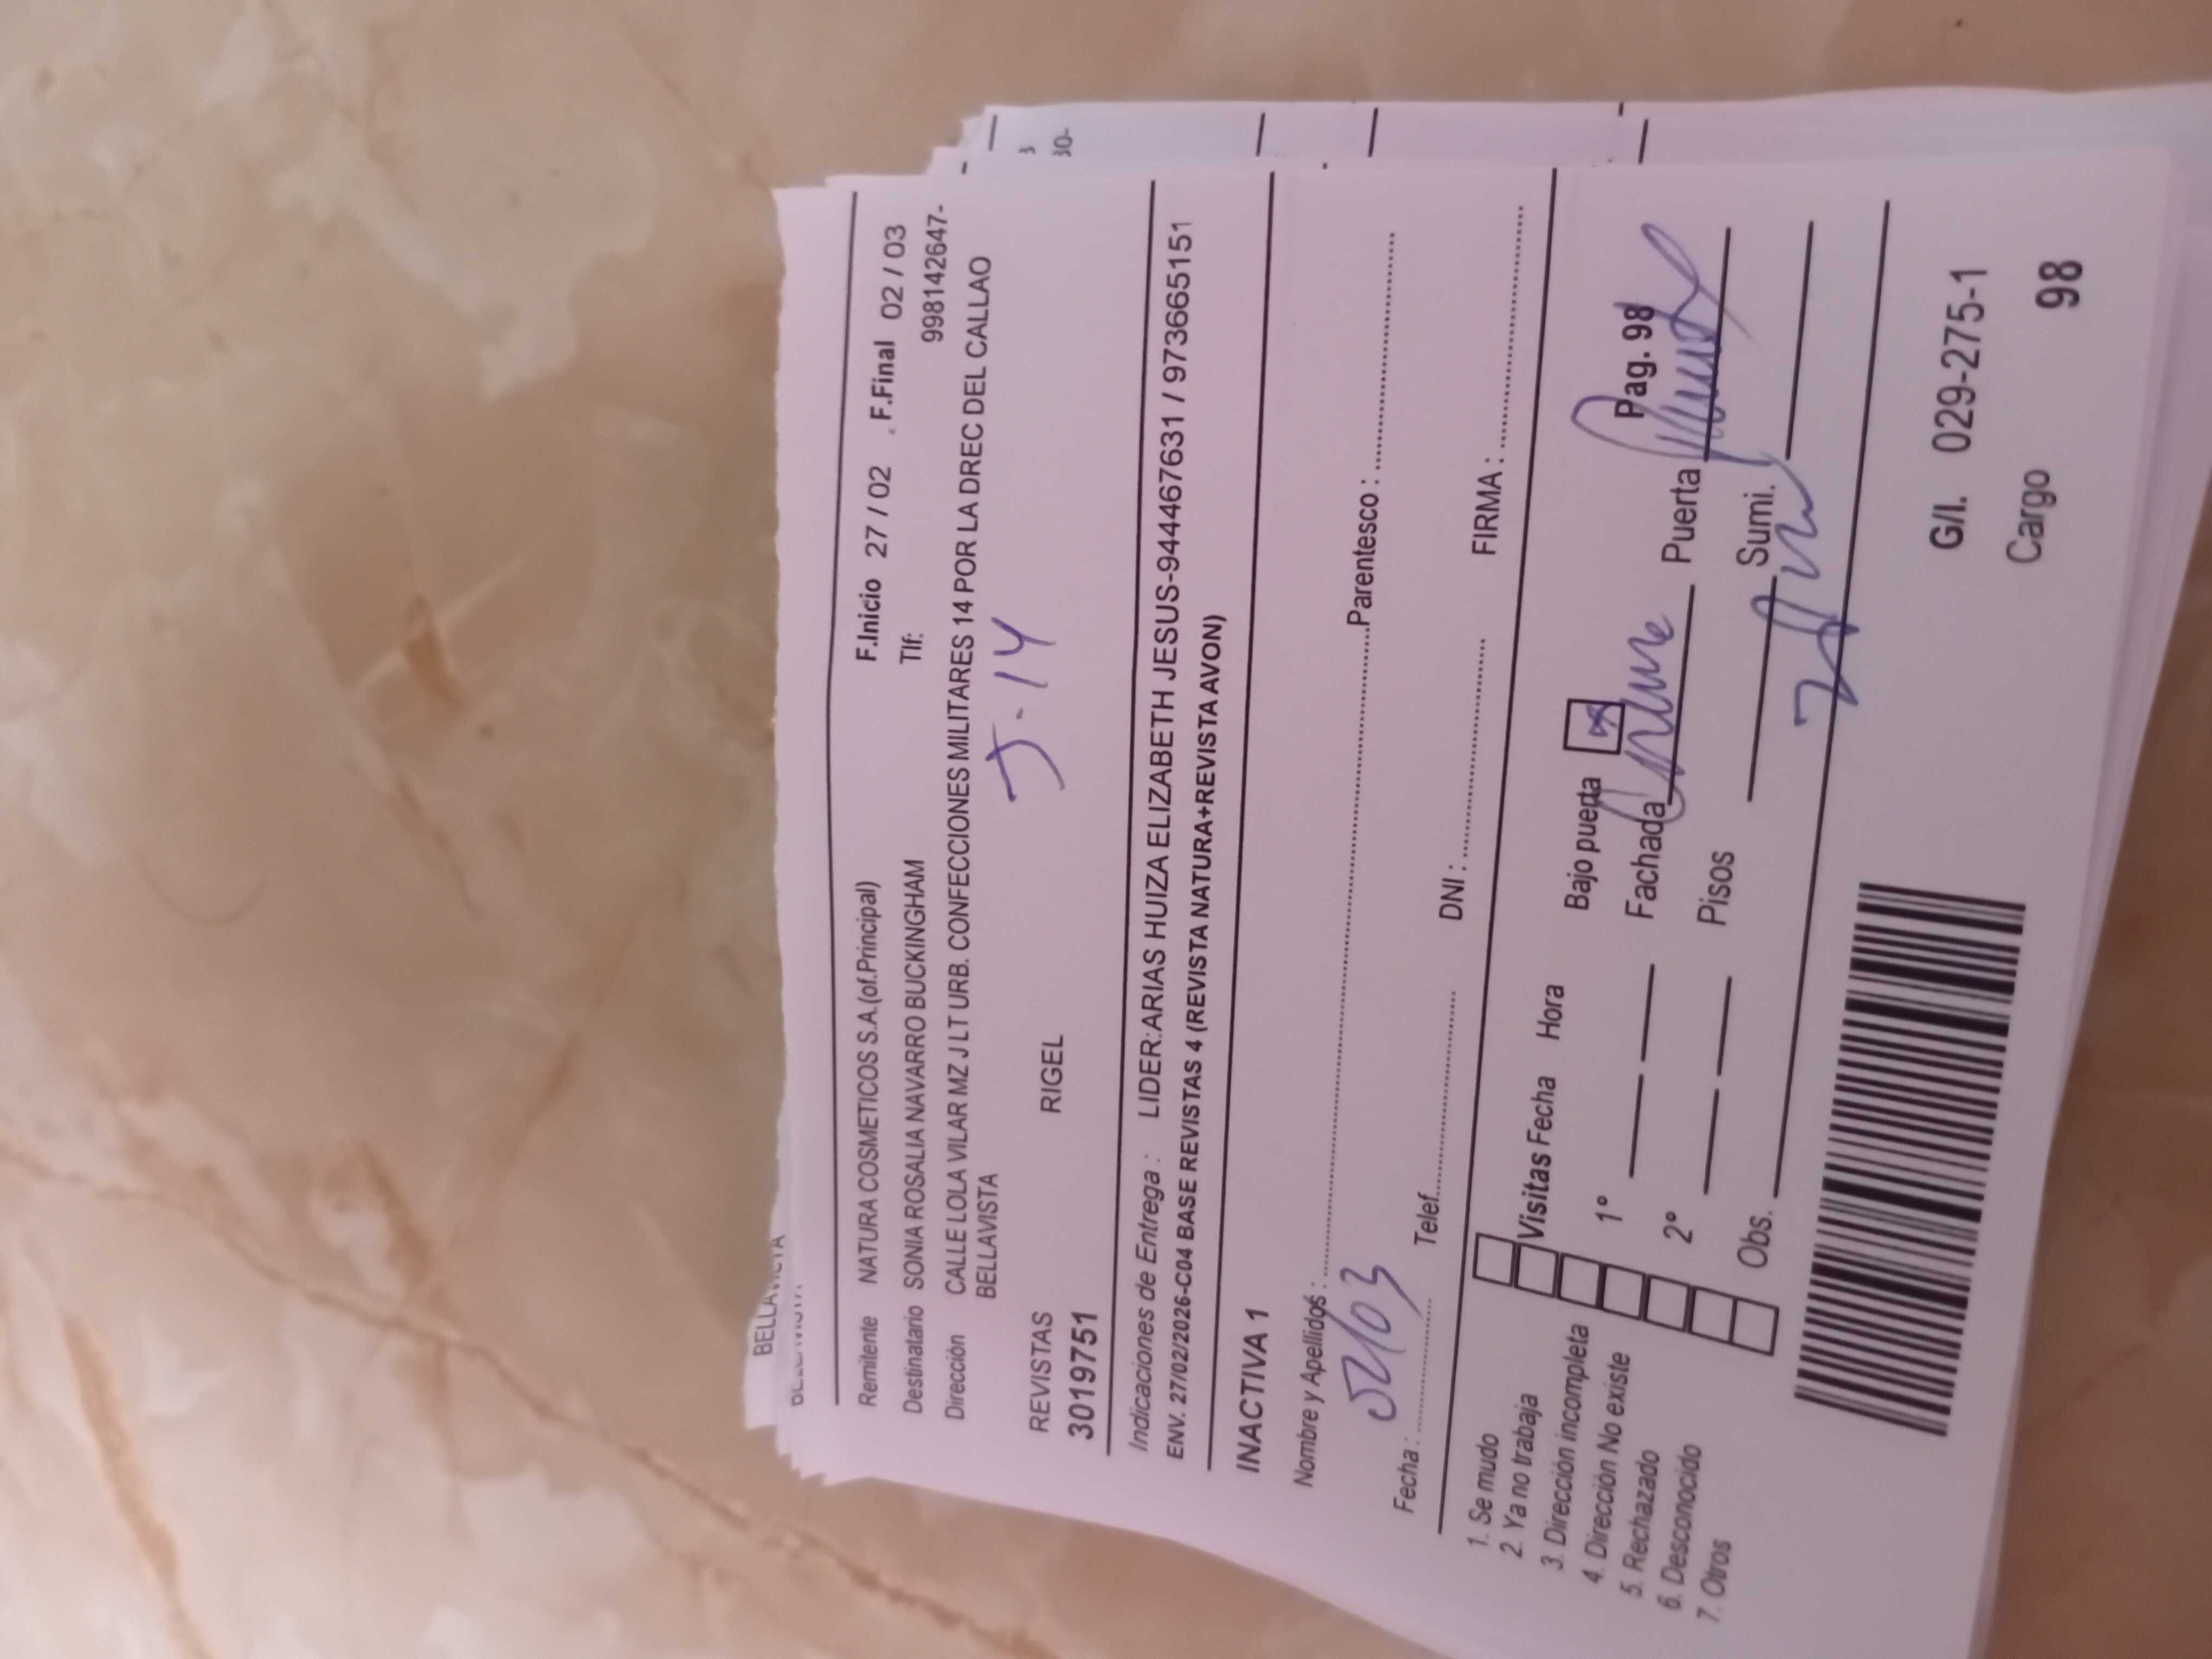 BELLAVISTA
Remitente NATURA COSMETICOS S.A.(of.Principal) F.Inicio 27 / 02 . F.Final 02 / 03
Destinatario SONIA ROSALIA NAVARRO BUCKINGHAM Tlf: 998142647-
Dirección CALLE LOLA VILAR MZ J LT URB. CONFECCIONES MILITARES 14 POR LA DREC DEL CALLAO
BELLAVISTA
J-14
REVISTAS RIGEL
3019751
Indicaciones de Entrega : LIDER:ARIAS HUIZA ELIZABETH JESUS-944467631 / 973665151
ENV. 27/02/2026-C04 BASE REVISTAS 4 (REVISTA NATURA+REVISTA AVON)
INACTIVA 1
Nombre y Apellidos : Parentesco :
02/03
Fecha : Telef. DNI : FIRMA :
1. Se mudo
2. Ya no trabaja
3. Dirección incompleta
4. Dirección No existe
5. Rechazado
6. Desconocido
7. Otros
Visitas Fecha Hora Bajo puerta Pag. 98
1° Fachada Puerta
2° Pisos Sumi.
Obs.
G/I. 029-275-1
Cargo 98
30-